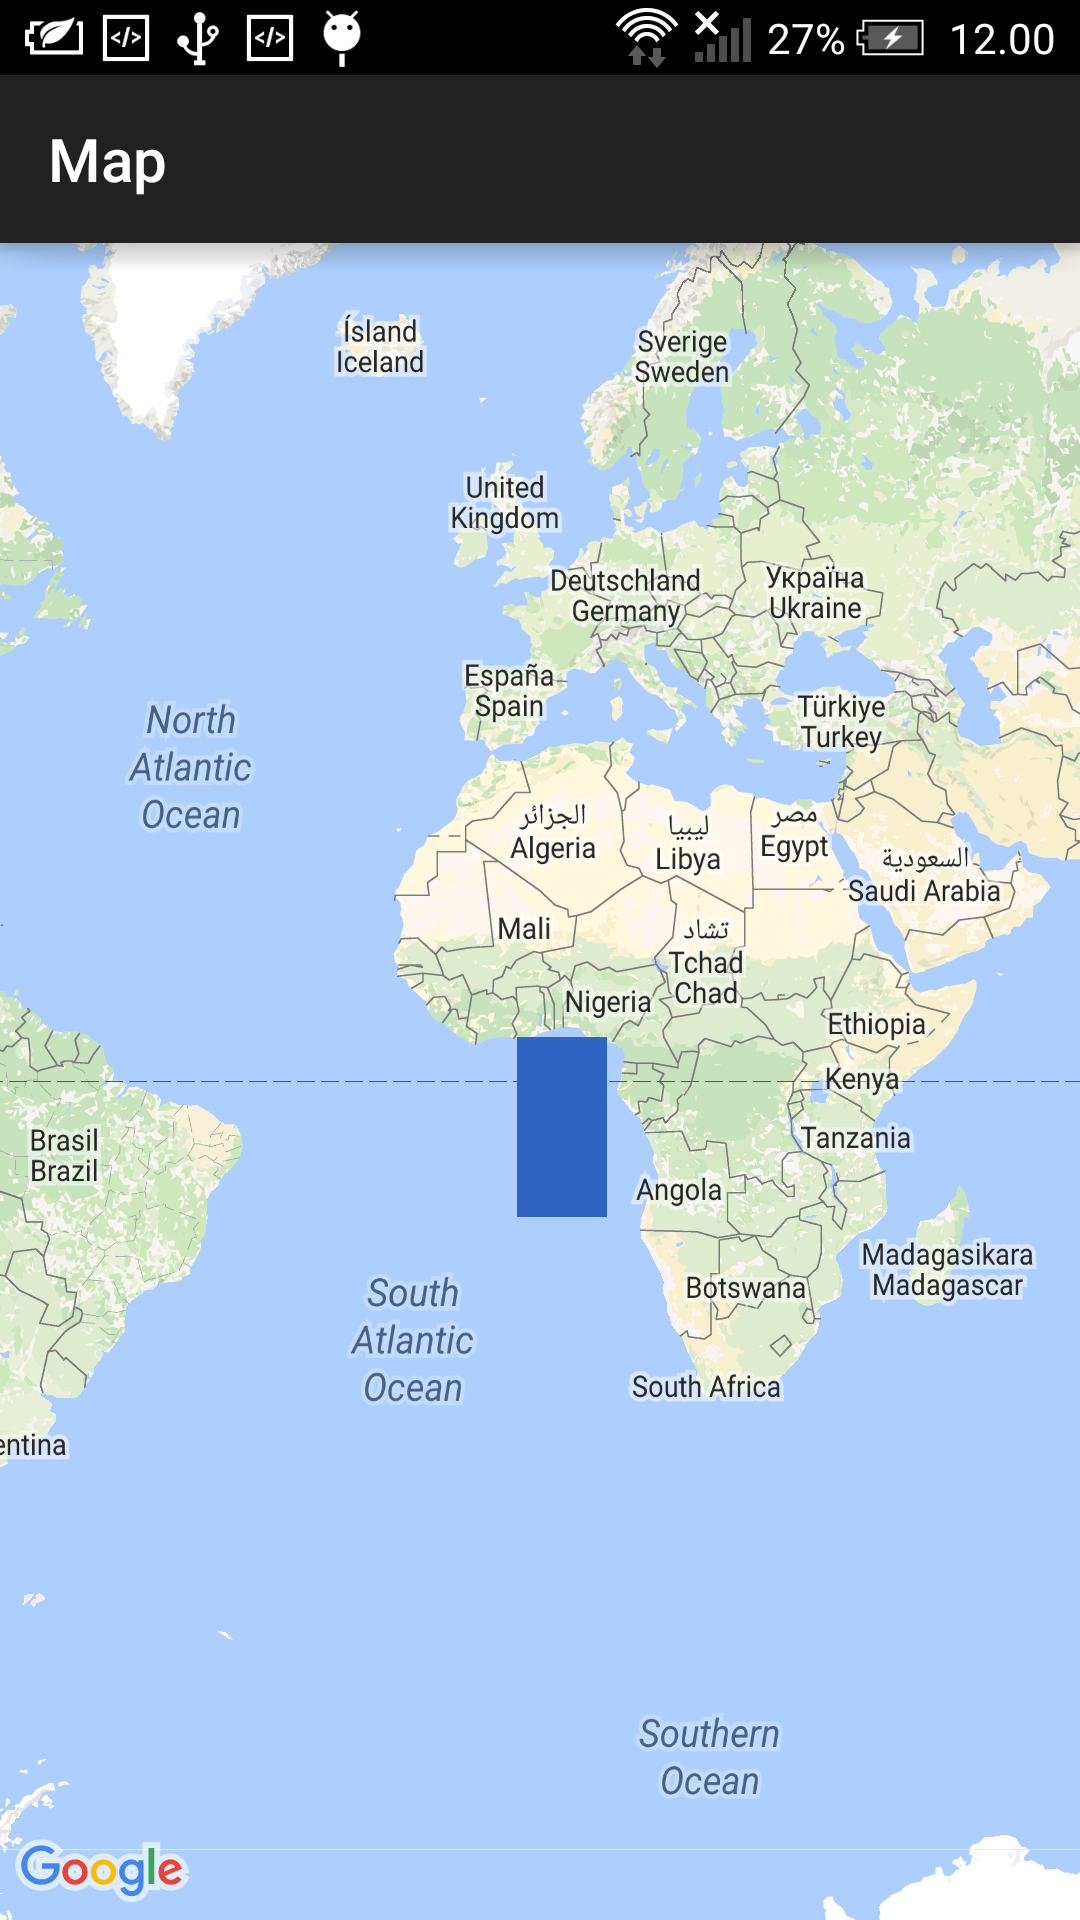 27% 12.00
Map
Ísland
Iceland
Sverige
Sweden
United
Kingdom
Deutschland
Germany
Україна
Ukraine
España
Spain
Türkiye
Turkey
North
Atlantic
Ocean
الجزائر
Algeria
ليبيا
Libya
مصر
Egypt
السعودية
Saudi Arabia
Mali
تشاد
Tchad
Chad
Nigeria
Ethiopia
Kenya
Brasil
Brazil
Tanzania
Angola
Madagasikara
Madagascar
Botswana
South
Atlantic
Ocean
South Africa
entina
Southern
Ocean
Google